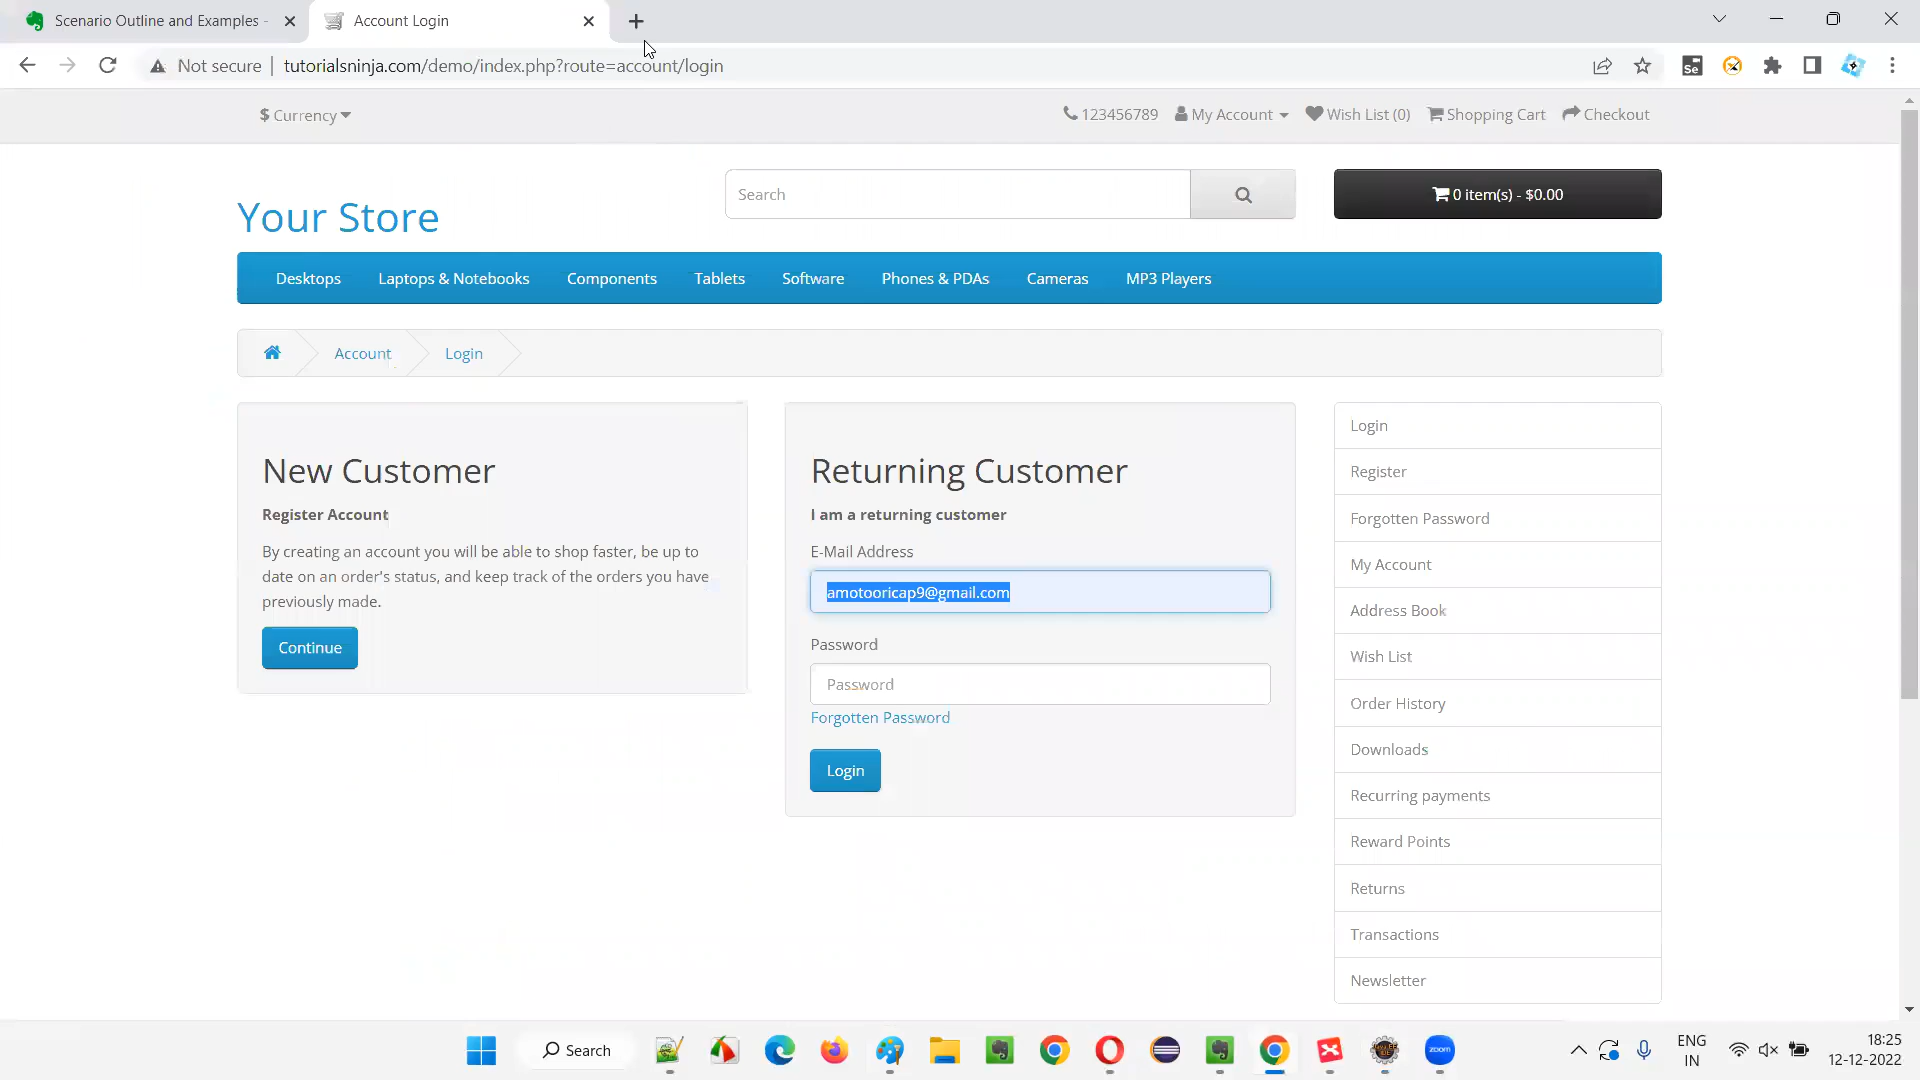 Scenario Outline and Examples -
Account Login
Not secure
tutorialsninja.com/demo/index.php?route=account/login
$ Currency
123456789
My Account
Wish List (0)
Shopping Cart
Checkout
Your Store
Search
0 item(s) - $0.00
Desktops
Laptops & Notebooks
Components
Tablets
Software
Phones & PDAs
Cameras
MP3 Players
Account
Login
New Customer
Register Account
By creating an account you will be able to shop faster, be up to
date on an order's status, and keep track of the orders you have
previously made.
Continue
Returning Customer
I am a returning customer
E-Mail Address
amotooricap9@gmail.com
Password
Password
Forgotten Password
Login
Login
Register
Forgotten Password
My Account
Address Book
Wish List
Order History
Downloads
Recurring payments
Reward Points
Returns
Transactions
Newsletter
Search
zoom
ENG
IN
18:25
12-12-2022